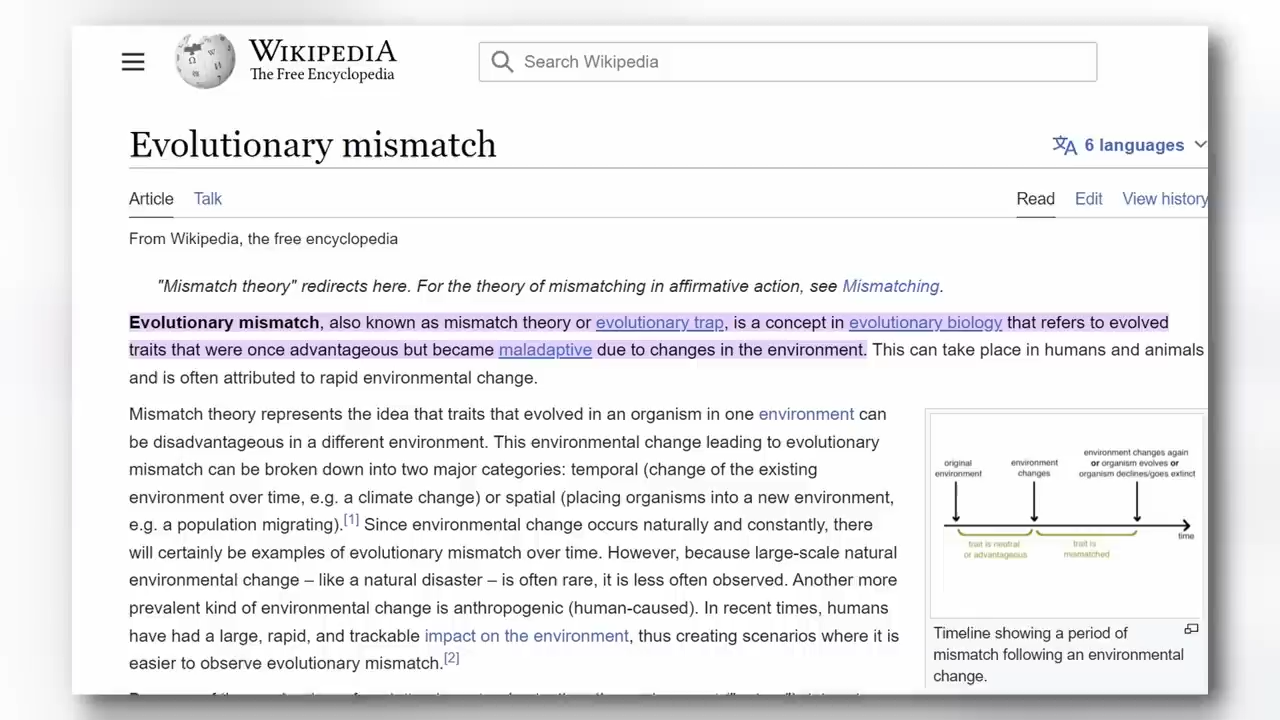 WIKIPEDIA
The Free Encyclopedia
Search Wikipedia
Evolutionary mismatch
6 languages
Article Talk Read Edit View history
From Wikipedia, the free encyclopedia
"Mismatch theory" redirects here. For the theory of mismatching in affirmative action, see Mismatching.
Evolutionary mismatch, also known as mismatch theory or evolutionary trap, is a concept in evolutionary biology that refers to evolved
traits that were once advantageous but became maladaptive due to changes in the environment. This can take place in humans and animals
and is often attributed to rapid environmental change.
Mismatch theory represents the idea that traits that evolved in an organism in one environment can
be disadvantageous in a different environment. This environmental change leading to evolutionary
mismatch can be broken down into two major categories: temporal (change of the existing
environment over time, e.g. a climate change) or spatial (placing organisms into a new environment,
e.g. a population migrating).[1] Since environmental change occurs naturally and constantly, there
will certainly be examples of evolutionary mismatch over time. However, because large-scale natural
environmental change – like a natural disaster – is often rare, it is less often observed. Another more
prevalent kind of environmental change is anthropogenic (human-caused). In recent times, humans
have had a large, rapid, and trackable impact on the environment, thus creating scenarios where it is
easier to observe evolutionary mismatch.[2]
original
environment
environment
changes
environment changes again
or organism evolves or
organism declines/goes extinct
time
trait is neutral
or advantageous
trait is
mismatched
Timeline showing a period of
mismatch following an environmental
change.